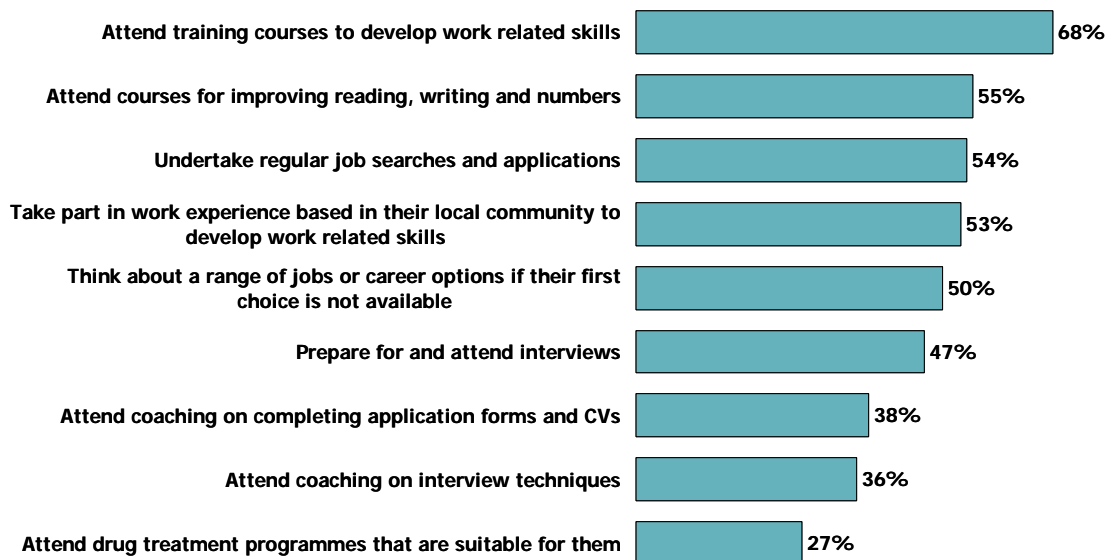 Attend training courses to develop work related skills 68%
Attend courses for improving reading, writing and numbers 55%
Undertake regular job searches and applications 54%
Take part in work experience based in their local community to
develop work related skills 53%
Think about a range of jobs or career options if their first
choice is not available 50%
Prepare for and attend interviews 47%
Attend coaching on completing application forms and CVs 38%
Attend coaching on interview techniques 36%
Attend drug treatment programmes that are suitable for them 27%